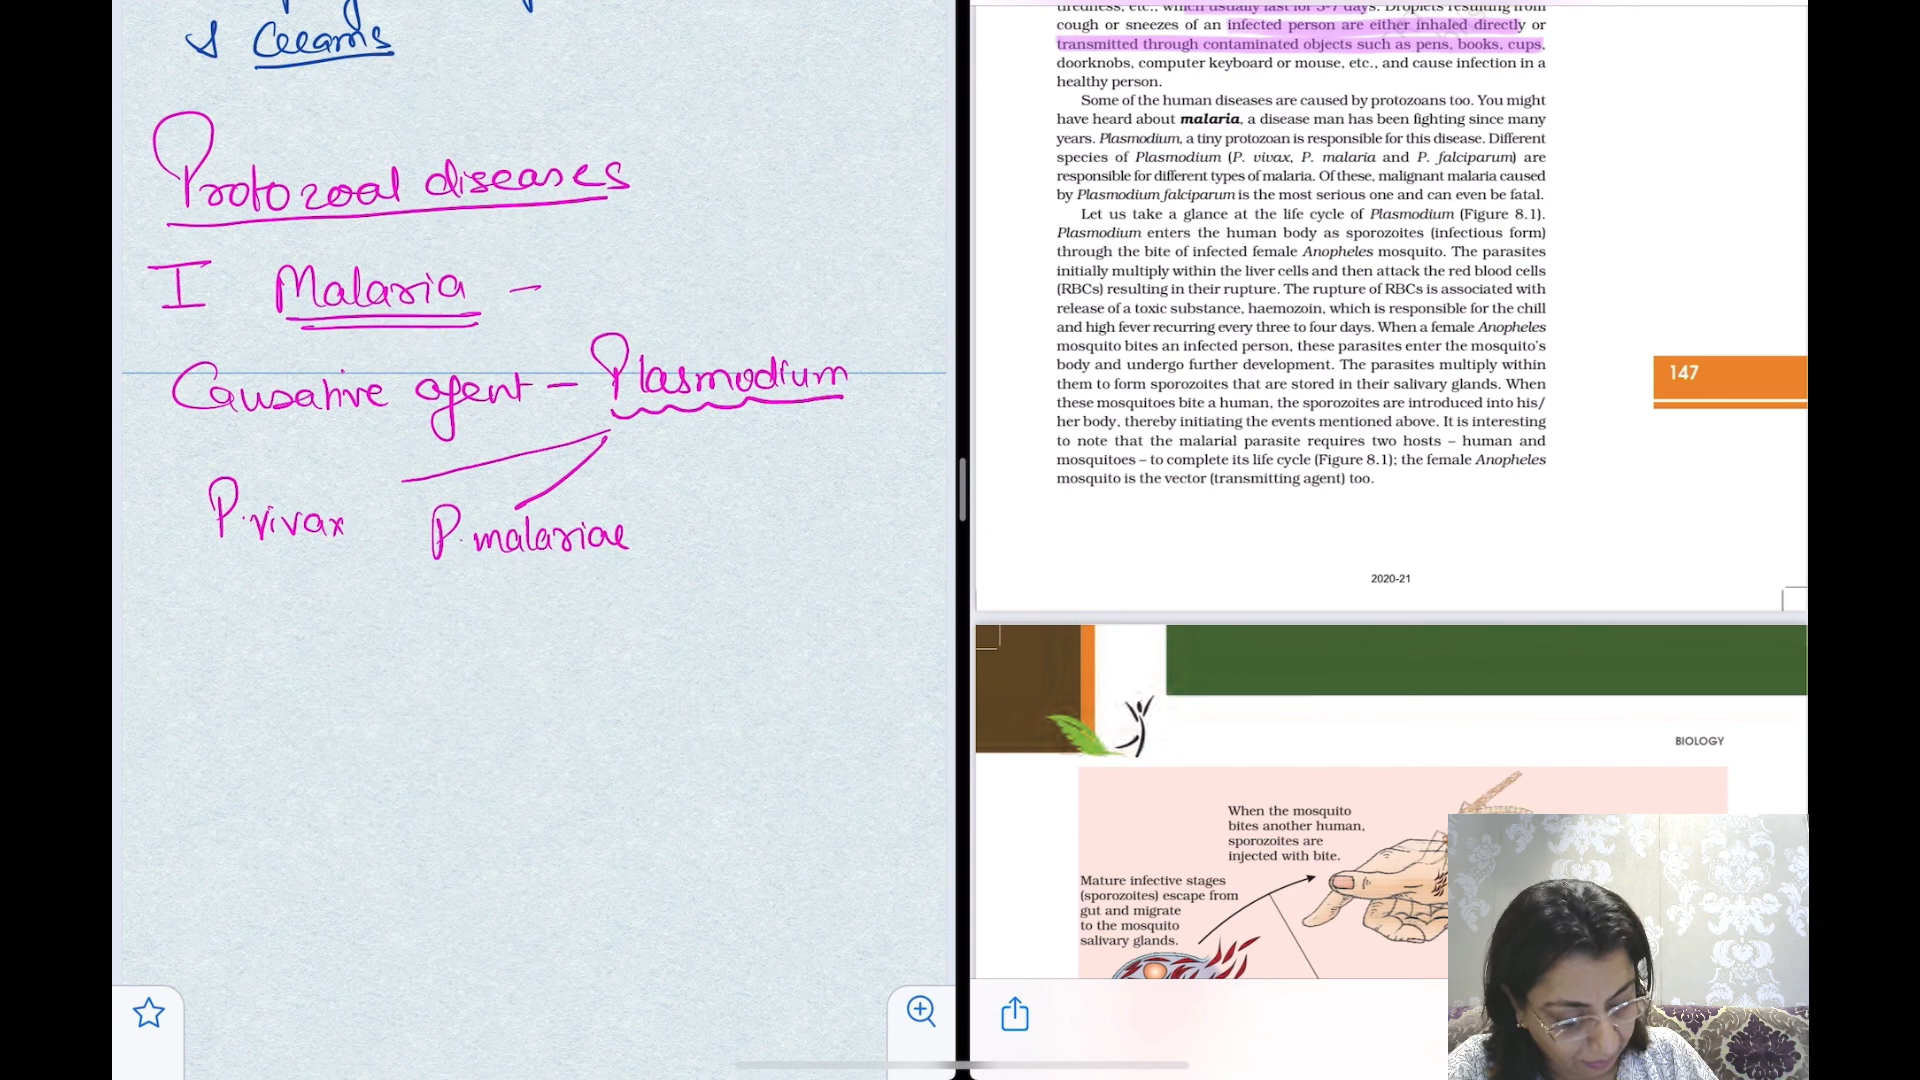 & Creams
Protozoal diseases
I Malaria -
Causative agent - Plasmodium
P. vivax P. malariae
tiredness, etc., which usually last for 3-7 days. Droplets resulting from
cough or sneezes of an infected person are either inhaled directly or
transmitted through contaminated objects such as pens, books, cups,
doorknobs, computer keyboard or mouse, etc., and cause infection in a
healthy person.
Some of the human diseases are caused by protozoans too. You might
have heard about malaria, a disease man has been fighting since many
years. Plasmodium, a tiny protozoan is responsible for this disease. Different
species of Plasmodium (P. vivax, P. malaria and P. falciparum) are
responsible for different types of malaria. Of these, malignant malaria caused
by Plasmodium falciparum is the most serious one and can even be fatal.
Let us take a glance at the life cycle of Plasmodium (Figure 8.1).
Plasmodium enters the human body as sporozoites (infectious form)
through the bite of infected female Anopheles mosquito. The parasites
initially multiply within the liver cells and then attack the red blood cells
(RBCs) resulting in their rupture. The rupture of RBCs is associated with
release of a toxic substance, haemozoin, which is responsible for the chill
and high fever recurring every three to four days. When a female Anopheles
mosquito bites an infected person, these parasites enter the mosquito's
body and undergo further development. The parasites multiply within
them to form sporozoites that are stored in their salivary glands. When
these mosquitoes bite a human, the sporozoites are introduced into his/
her body, thereby initiating the events mentioned above. It is interesting
to note that the malarial parasite requires two hosts – human and
mosquitoes – to complete its life cycle (Figure 8.1); the female Anopheles
mosquito is the vector (transmitting agent) too.
147
2020-21
BIOLOGY
When the mosquito
bites another human,
sporozoites are
injected with bite.
Mature infective stages
(sporozoites) escape from
gut and migrate
to the mosquito
salivary glands.